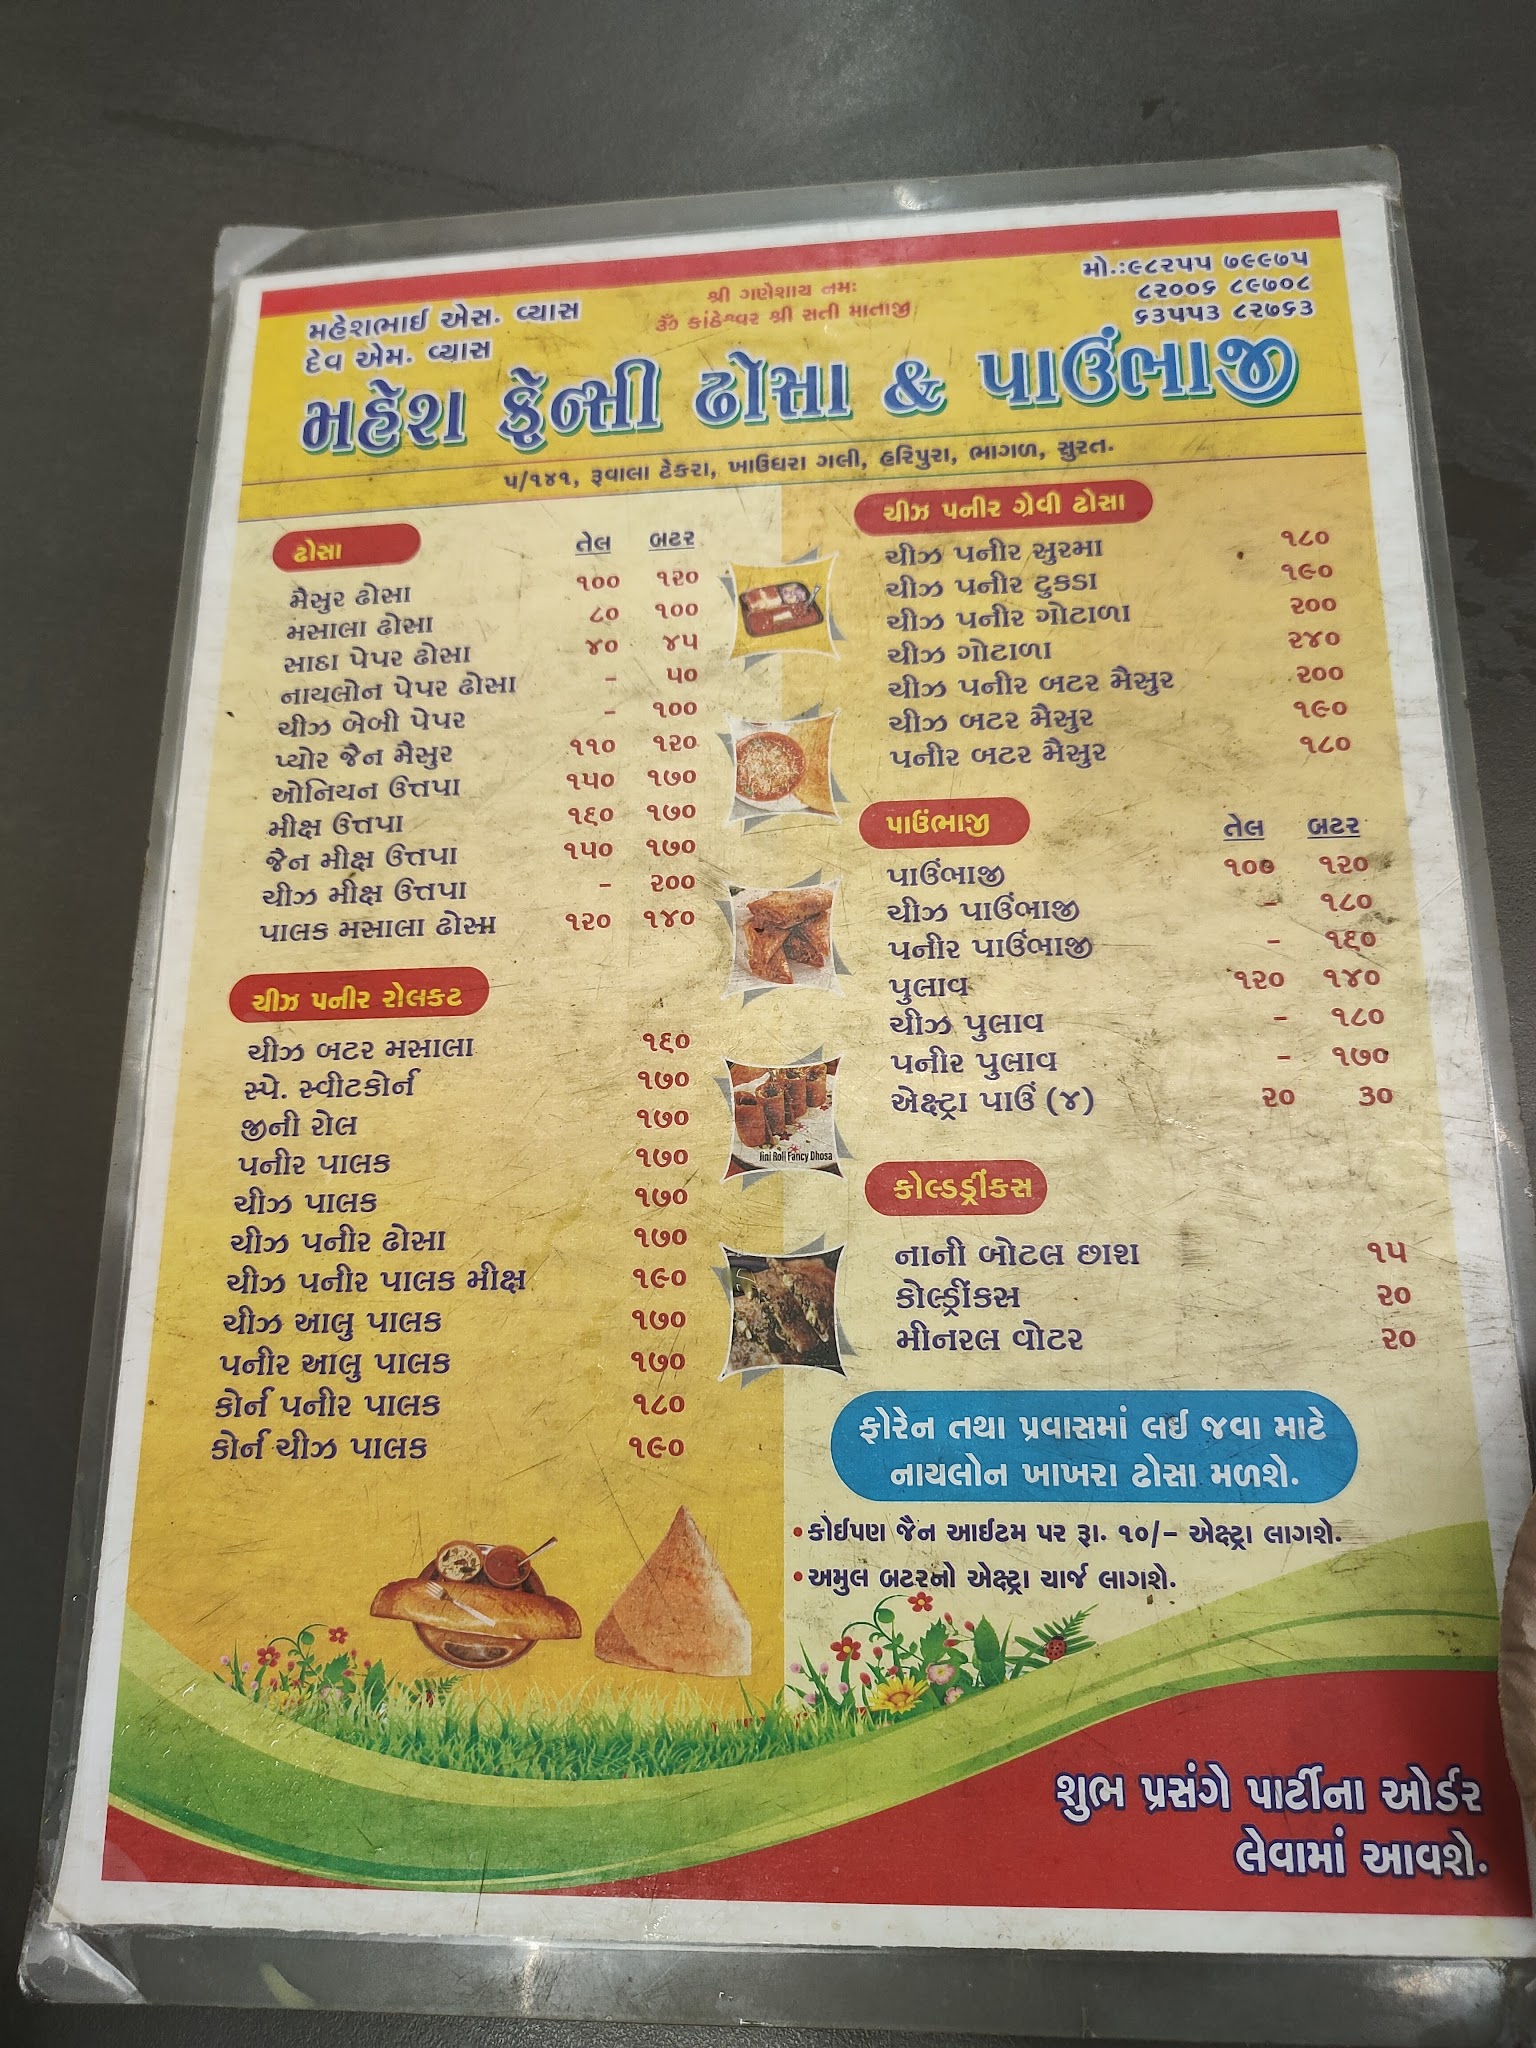 શ્રી ગણેશાય નમઃ
ૐ કાંઠેશ્વર શ્રી સતી માતાજી
મહેશભાઈ એસ. વ્યાસ
દેવ એમ. વ્યાસ
મો.:૯૮૨૫૫ ૭૯૯૭૫
૮૨૦૦૬ ૮૯૭૦૮
૬૩૫૫૩ ૮૨૭૬૩
મહેશ ફેન્સી ઢોસા & પાઉંભાજી
૫/૧૪૧, રૂવાલા ટેકરા, ખાઉધરા ગલી, હરિપુરા, ભાગળ, સુરત.
ઢોસા તેલ બટર
મૈસુર ઢોસા ૧૦૦ ૧૨૦
મસાલા ઢોસા ૮૦ ૧૦૦
સાદા પેપર ઢોસા ૪૦ ૪૫
નાયલોન પેપર ઢોસા - ૫૦
ચીઝ બેબી પેપર - ૧૦૦
પ્યોર જૈન મૈસુર ૧૧૦ ૧૨૦
ઓનિયન ઉત્તપા ૧૫૦ ૧૭૦
મીક્ષ ઉત્તપા ૧૬૦ ૧૭૦
જૈન મીક્ષ ઉત્તપા ૧૫૦ ૧૭૦
ચીઝ મીક્ષ ઉત્તપા - ૨૦૦
પાલક મસાલા ઢોસા ૧૨૦ ૧૪૦
ચીઝ પનીર રોલકટ
ચીઝ બટર મસાલા ૧૬૦
સ્પે. સ્વીટકોર્ન ૧૭૦
જીની રોલ ૧૭૦
પનીર પાલક ૧૭૦
ચીઝ પાલક ૧૭૦
ચીઝ પનીર ઢોસા ૧૭૦
ચીઝ પનીર પાલક મીક્ષ ૧૯૦
ચીઝ આલુ પાલક ૧૭૦
પનીર આલુ પાલક ૧૭૦
કોર્ન પનીર પાલક ૧૮૦
કોર્ન ચીઝ પાલક ૧૯૦
Jini Roll Fancy Dhosa
ચીઝ પનીર ગ્રેવી ઢોસા
ચીઝ પનીર સુરમા ૧૮૦
ચીઝ પનીર ટુકડા ૧૯૦
ચીઝ પનીર ગોટાળા ૨૦૦
ચીઝ ગોટાળા ૨૪૦
ચીઝ પનીર બટર મૈસુર ૨૦૦
ચીઝ બટર મૈસુર ૧૯૦
પનીર બટર મૈસુર ૧૮૦
પાઉંભાજી તેલ બટર
પાઉંભાજી ૧૦૦ ૧૨૦
ચીઝ પાઉંભાજી - ૧૮૦
પનીર પાઉંભાજી - ૧૬૦
પુલાવ ૧૨૦ ૧૪૦
ચીઝ પુલાવ - ૧૮૦
પનીર પુલાવ - ૧૭૦
એક્ષ્ટ્રા પાઉં (૪) ૨૦ ૩૦
કોલ્ડડ્રીંકસ
નાની બોટલ છાશ ૧૫
કોલ્ડ્રીંકસ ૨૦
મીનરલ વોટર ૨૦
ફોરેન તથા પ્રવાસમાં લઈ જવા માટે
નાયલોન ખાખરા ઢોસા મળશે.
•કોઈપણ જૈન આઈટમ પર રૂા. ૧૦/- એક્ષ્ટ્રા લાગશે.
•અમુલ બટરનો એક્ષ્ટ્રા ચાર્જ લાગશે.
શુભ પ્રસંગે પાર્ટીના ઓર્ડર
લેવામાં આવશે.